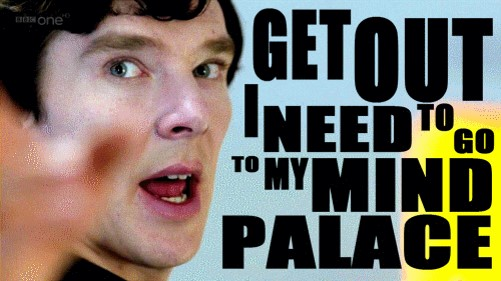 BBC one
GET OUT
I NEED TO GO
TO MY MIND
PALACE